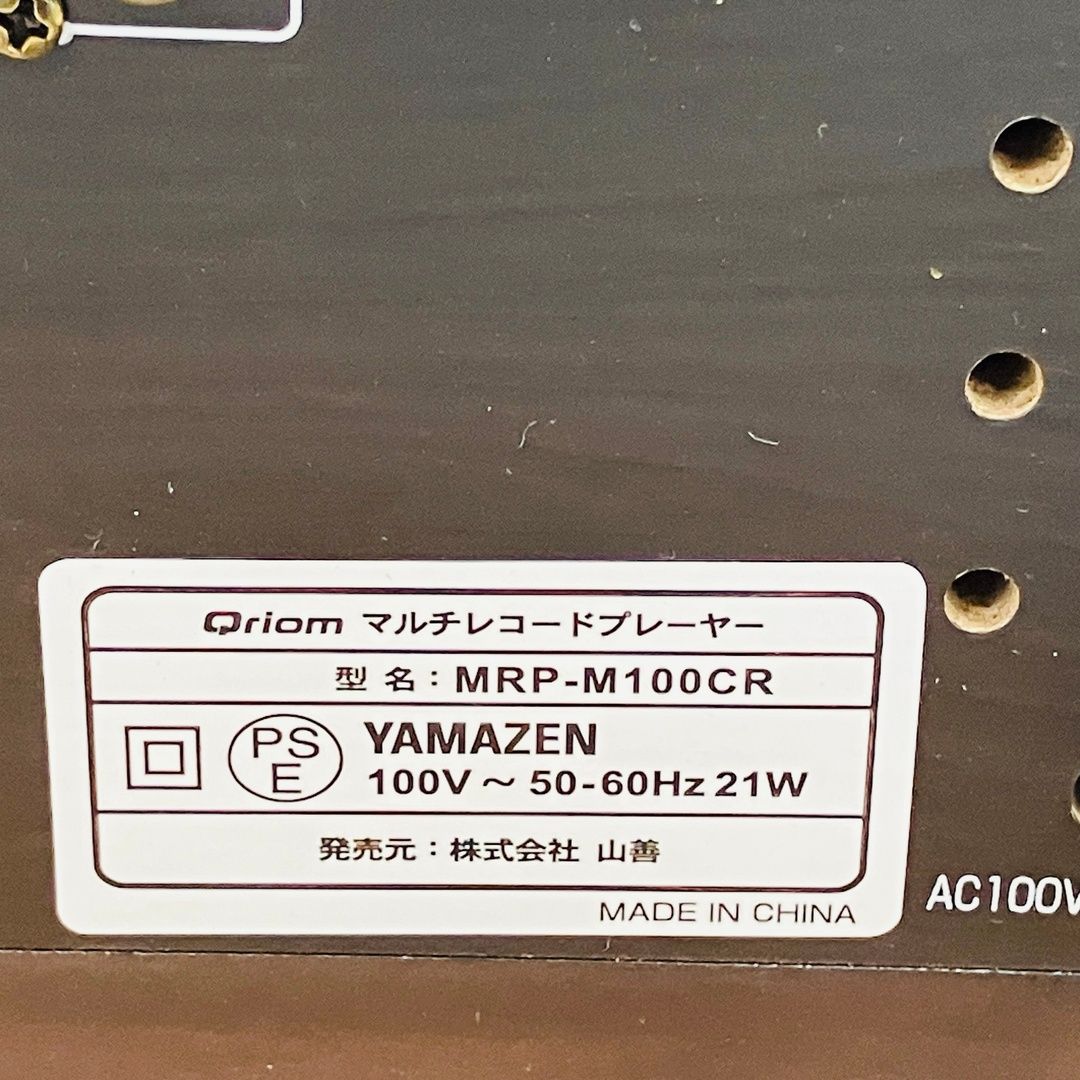 Qriom マルチレコードプレーヤー
型 名：MRP-M100CR
PS
E
YAMAZEN
100V～ 50-60Hz 21W
発売元：株式会社 山善
MADE IN CHINA
AC100V